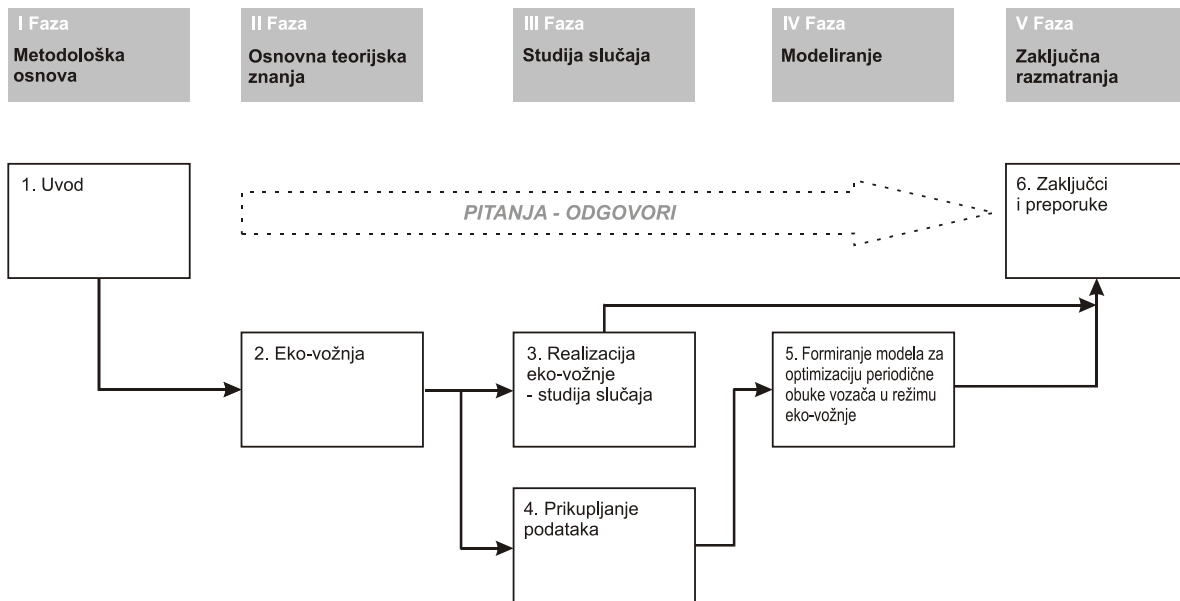 I Faza
Metodološka
osnova
II Faza
Osnovna teorijska
znanja
III Faza
Studija slučaja
IV Faza
Modeliranje
V Faza
Zaključna
razmatranja
1. Uvod
PITANJA - ODGOVORI
6. Zaključci
i preporuke
2. Eko-vožnja
3. Realizacija
eko-vožnje
- studija slučaja
5. Formiranje modela za
optimizaciju periodične
obuke vozača u režimu
eko-vožnje
4. Prikupljanje
podataka